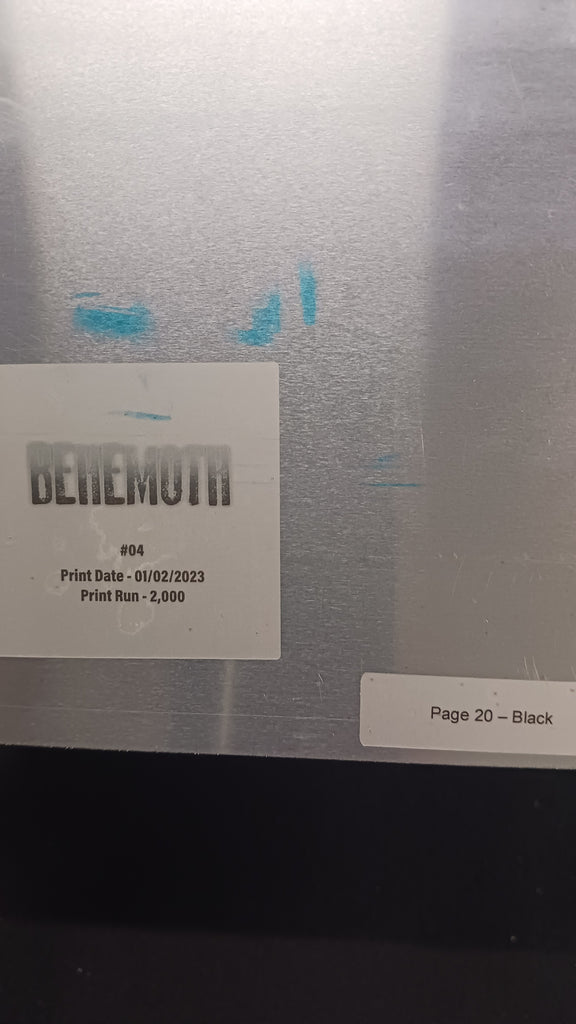 BEHEMOTH
#04
Print Date - 01/02/2023
Print Run - 2,000
Page 20 – Black